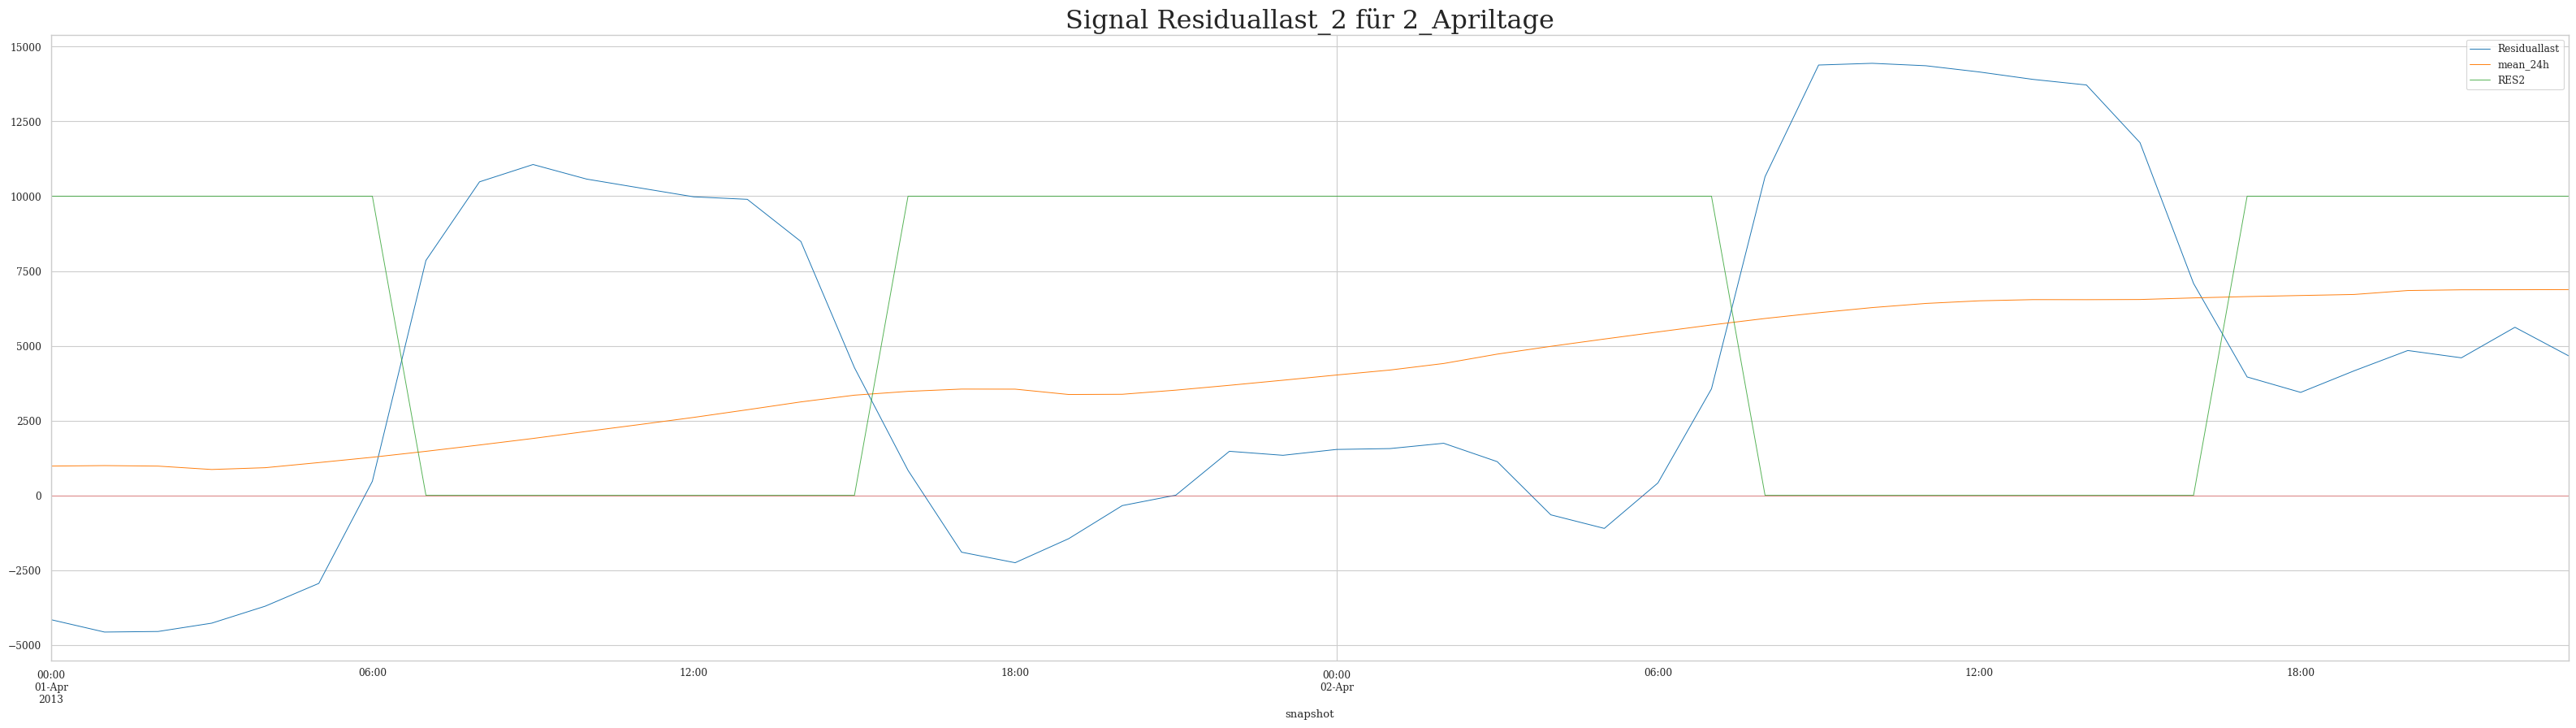 Signal Residuallast_2 für 2_Apriltage
15000
12500
10000
7500
5000
2500
0
−2500
−5000
Residuallast
mean_24h
RES2
00:00 06:00 12:00 18:00 00:00 06:00 12:00 18:00
01-Apr 02-Apr
2013
snapshot